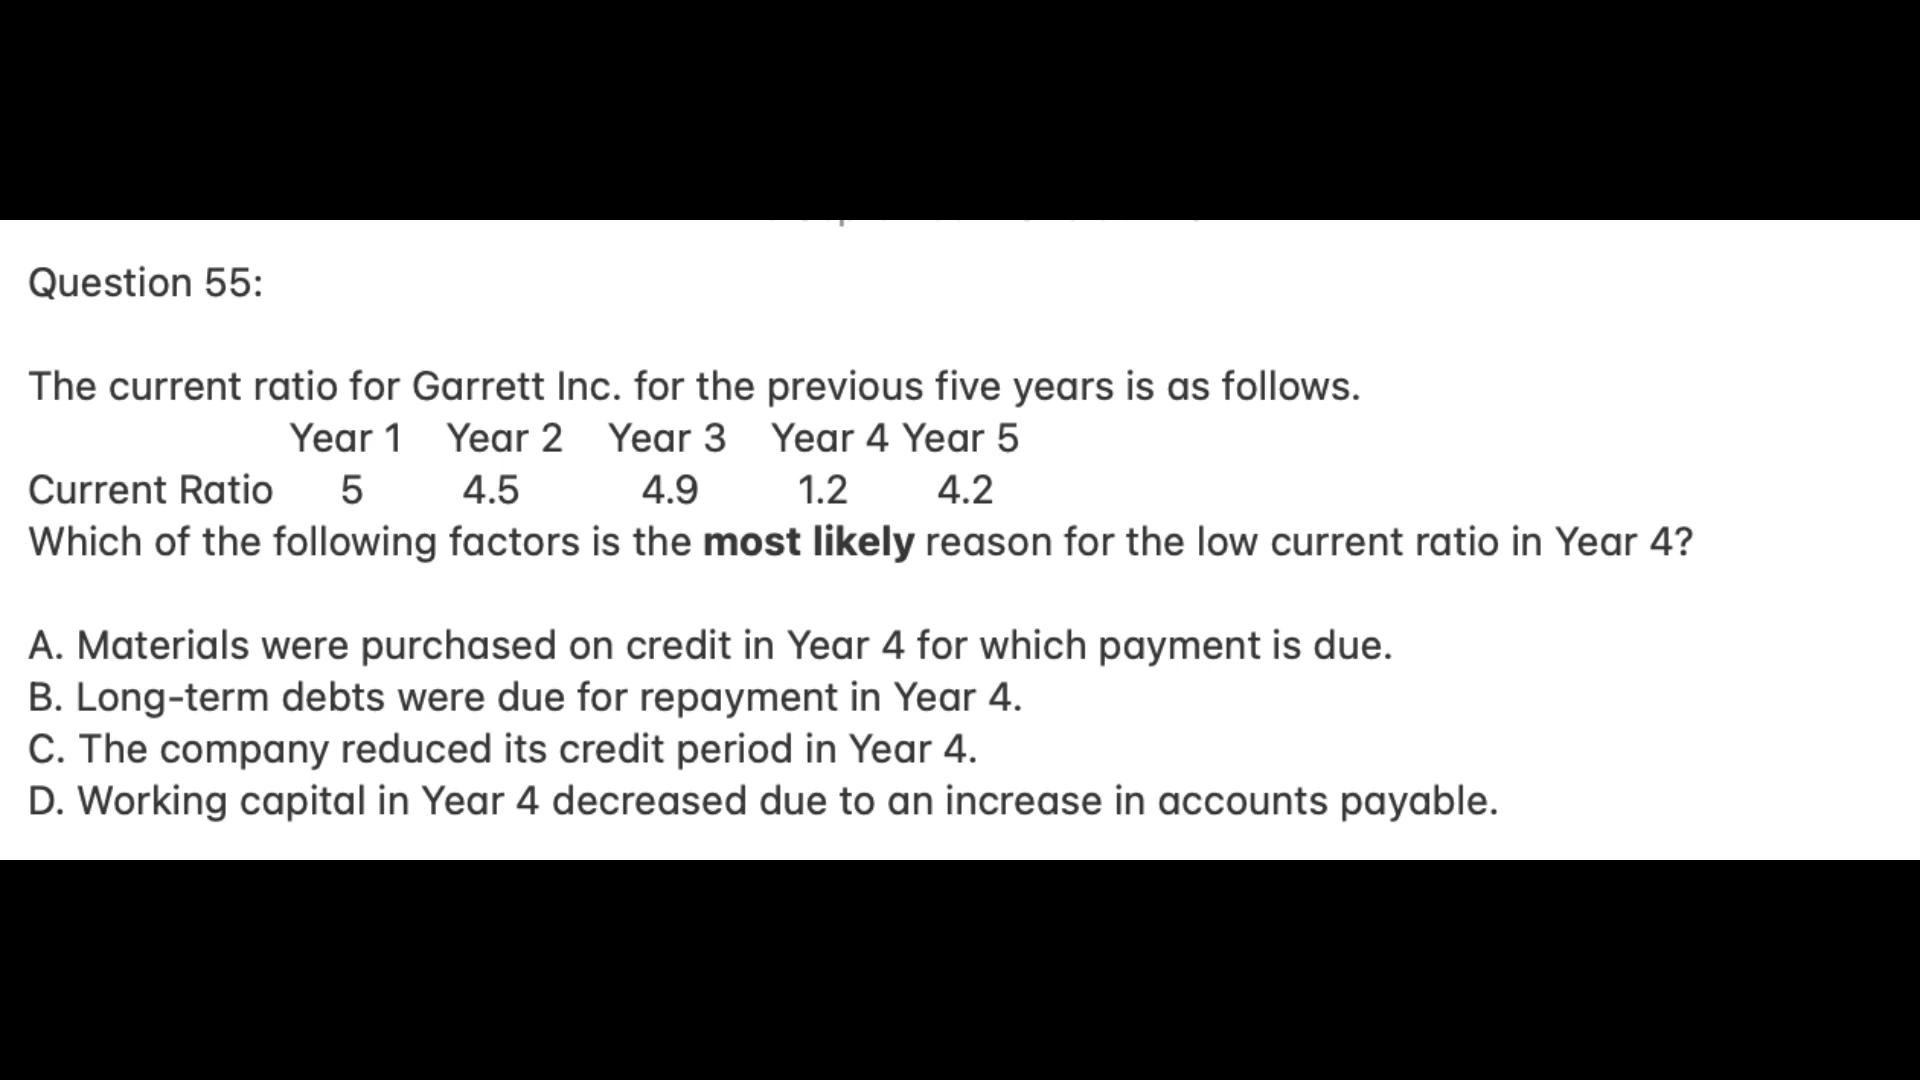 Question 55:
The current ratio for Garrett Inc. for the previous five years is as follows.
Year 1 Year 2 Year 3 Year 4 Year 5
Current Ratio 5 4.5 4.9 1.2 4.2
Which of the following factors is the most likely reason for the low current ratio in Year 4?
A. Materials were purchased on credit in Year 4 for which payment is due.
B. Long-term debts were due for repayment in Year 4.
C. The company reduced its credit period in Year 4.
D. Working capital in Year 4 decreased due to an increase in accounts payable.